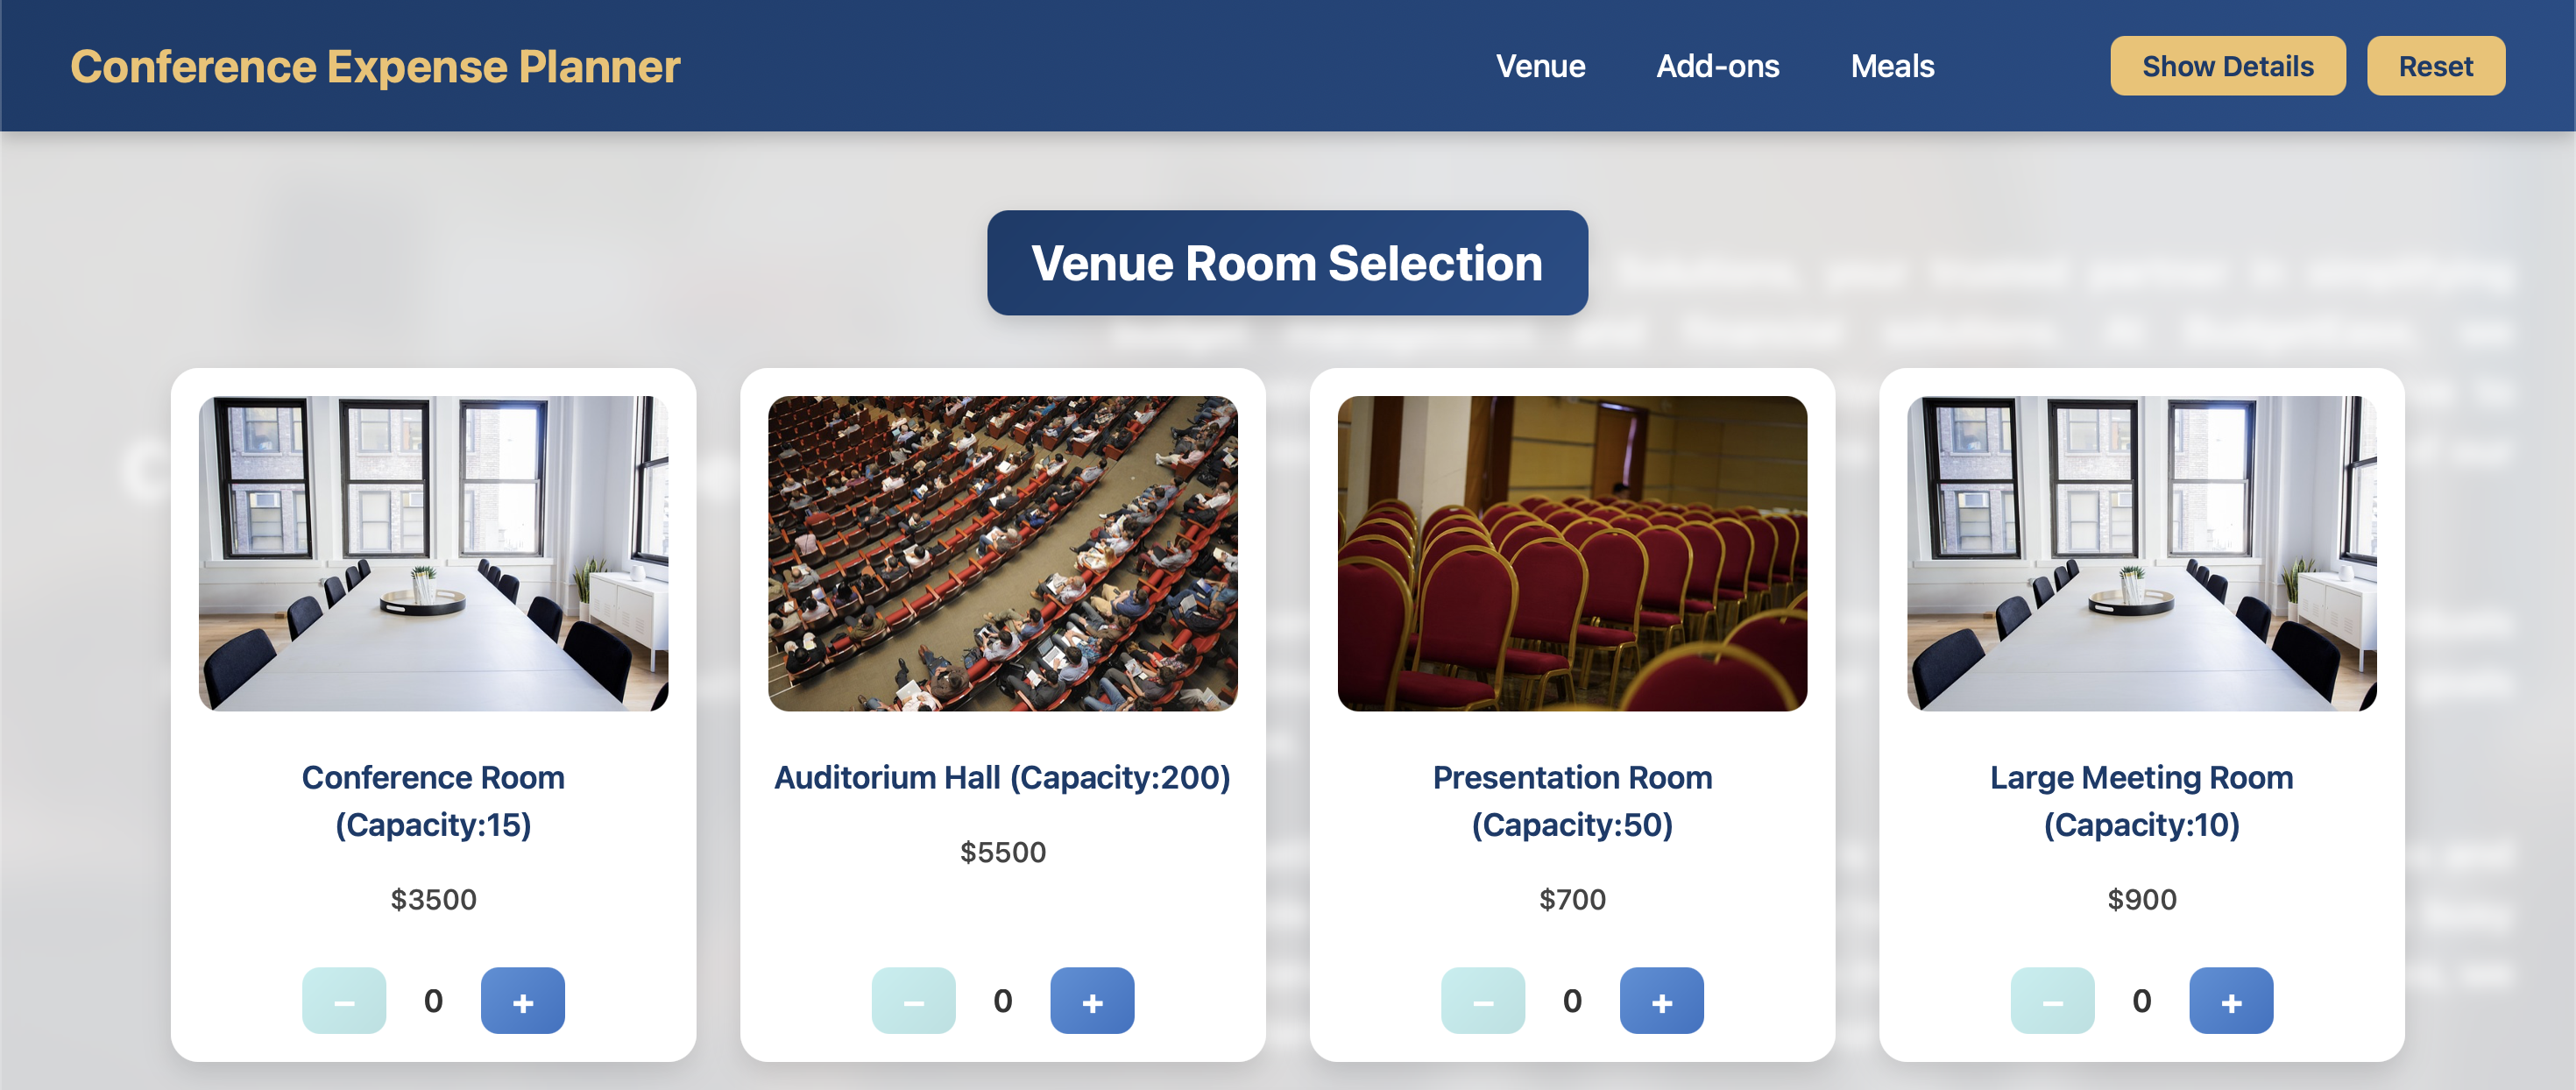 Conference Expense Planner
Venue
Add-ons
Meals
Show Details
Reset
Venue Room Selection
Conference Room
(Capacity:15)
$3500
− 0 +
Auditorium Hall (Capacity:200)
$5500
− 0 +
Presentation Room
(Capacity:50)
$700
− 0 +
Large Meeting Room
(Capacity:10)
$900
− 0 +